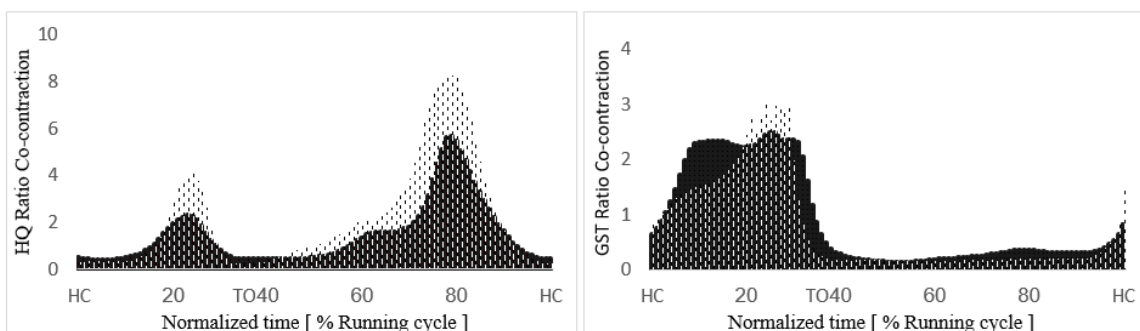 HQ Ratio Co-contraction
10
8
6
4
2
0
HC 20 TO40 60 80 HC
Normalized time [ % Running cycle ]
GST Ratio Co-contraction
4
3
2
1
0
HC 20 TO40 60 80 HC
Normalized time [ % Running cycle ]